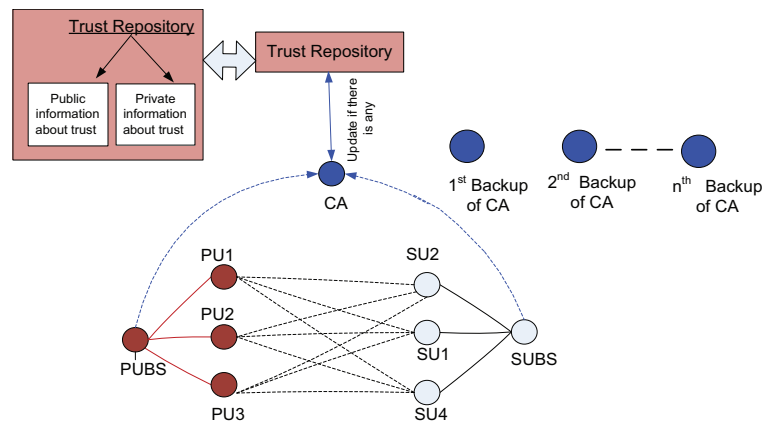 Trust Repository
Public
information
about trust
Private
information
about trust
Trust Repository
Update if there
is any
CA
1st Backup
of CA
2nd Backup
of CA
nth Backup
of CA
PU1
PU2
PU3
PUBS
SU2
SU1
SU4
SUBS